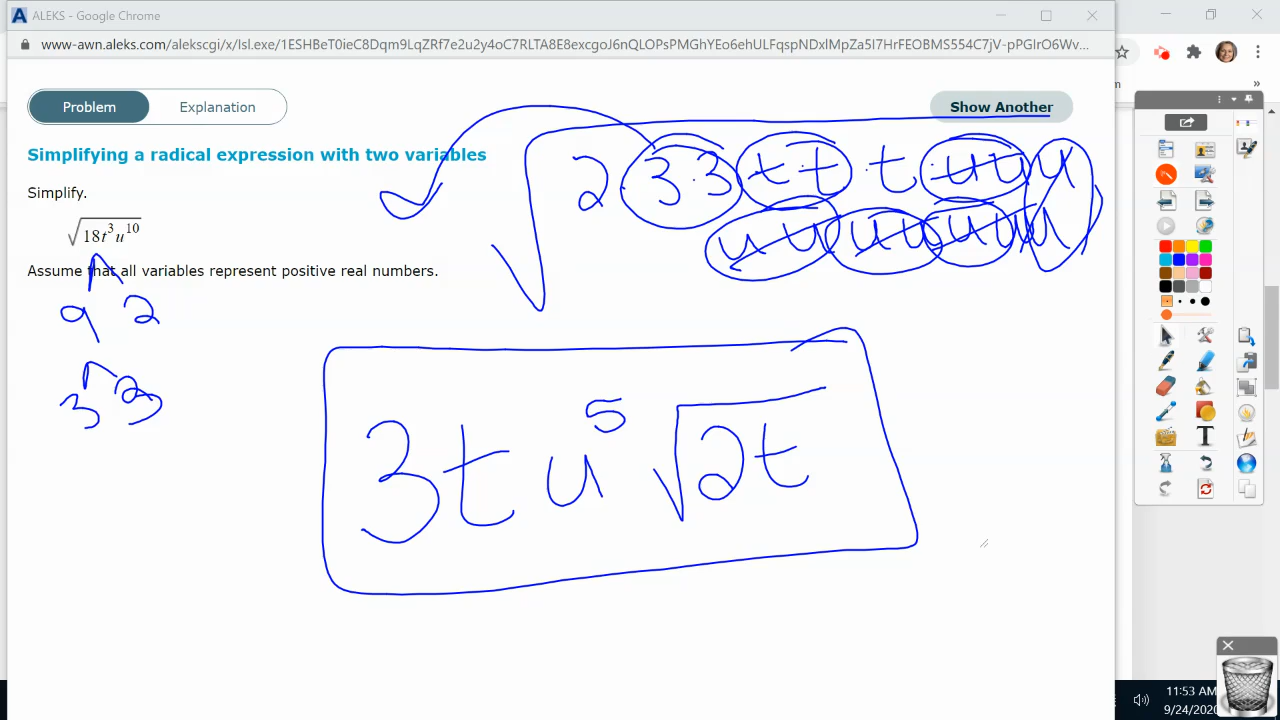 ALEKS - Google Chrome
www-awn.aleks.com/alekscgi/x/lsl.exe/1ESHBeT0ieC8Dqm9LqZRf7e2u2y4oC7RLTA8E8excgoJ6nQLOPsPMGhYEo6ehULFqspNDxlMpZa5I7HrFEOBMS554C7jV-pPGIrO6Wv...
Problem
Explanation
Show Another
Simplifying a radical expression with two variables
Simplify.
√18t³u¹⁰
Assume that all variables represent positive real numbers.
√2 3·3 t·t·t·u u u
u u u u u u u
9 2
3 3
3tu⁵√2t
11:53 AM
9/24/2020